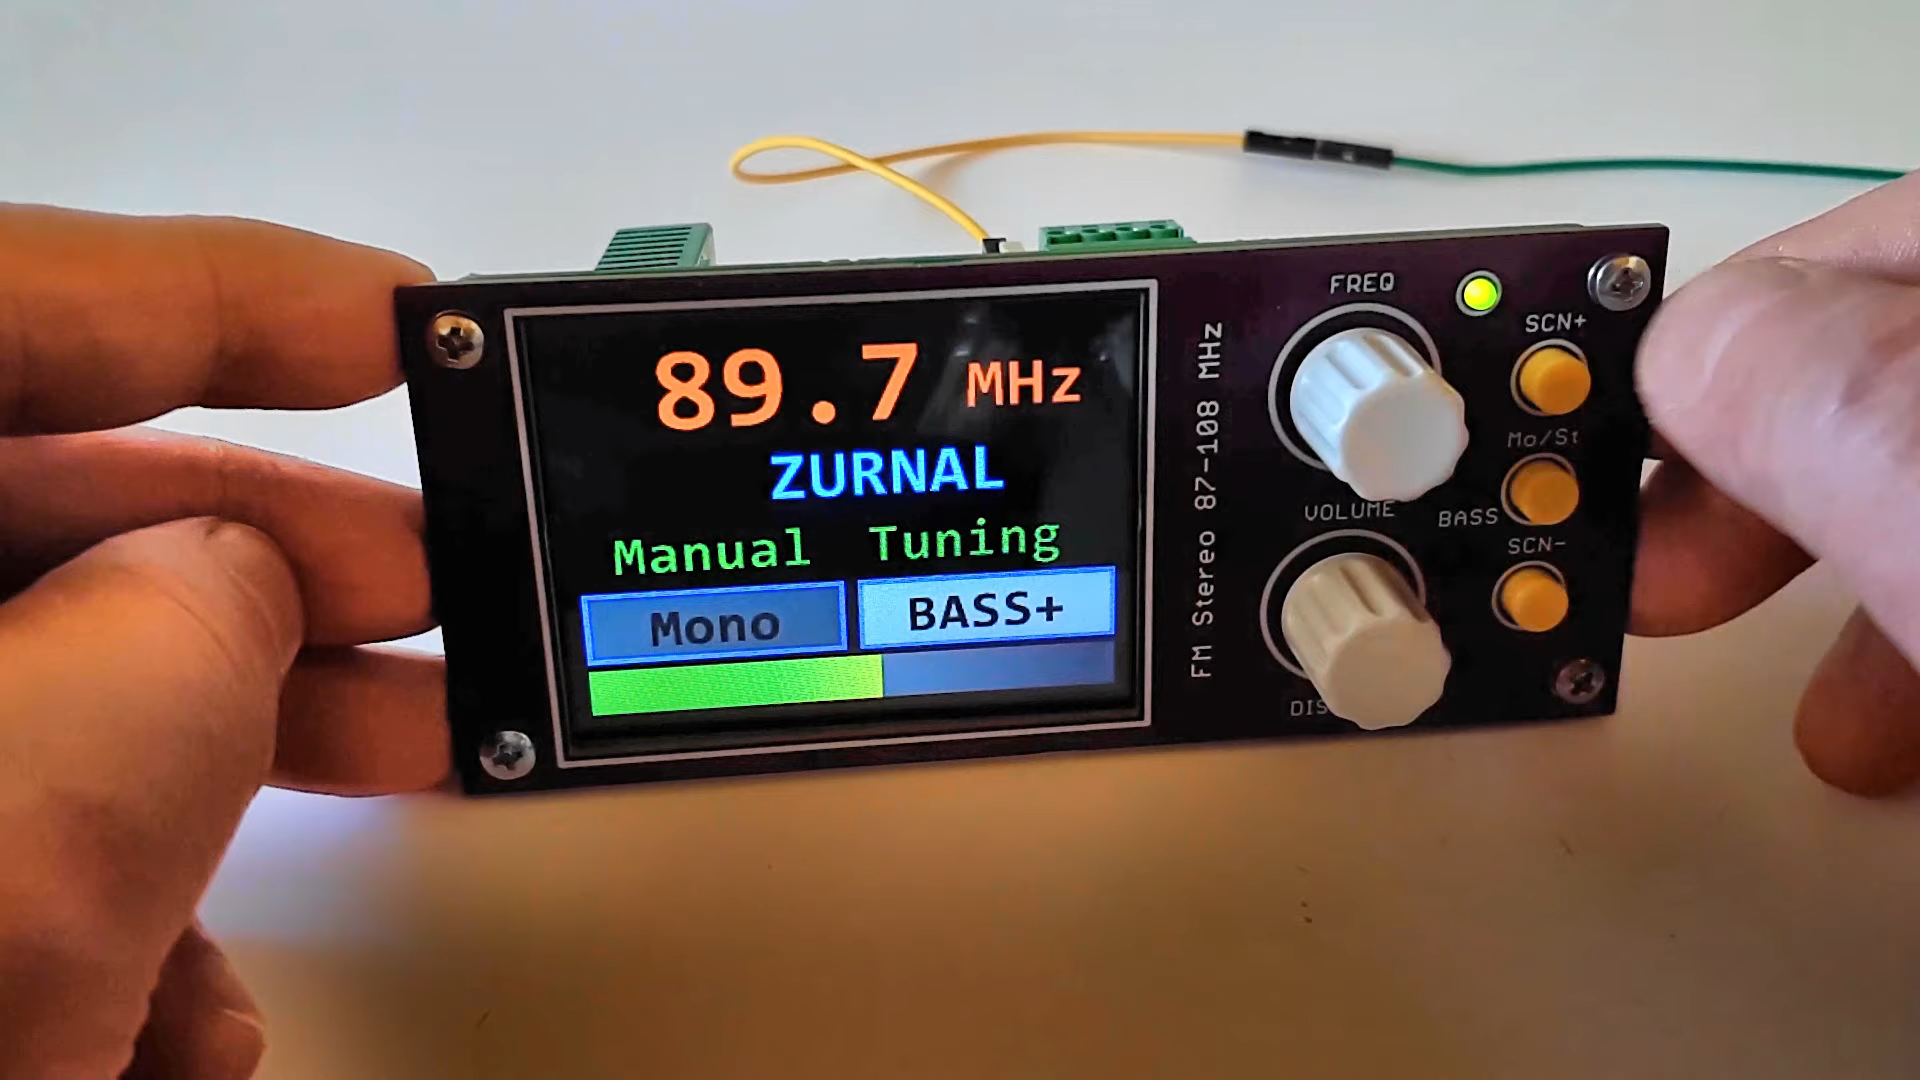 89.7 MHz
ZURNAL
Manual Tuning
Mono
BASS+
FM Stereo 87-108 MHz
FREQ
SCN+
Mo/St
VOLUME
BASS
SCN-